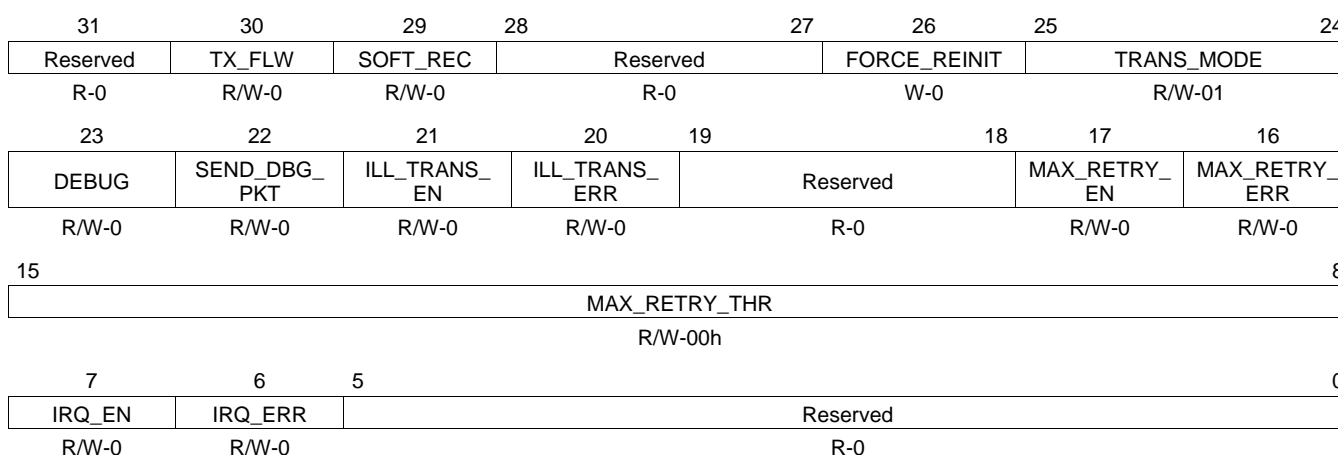 31 30 29 28 27 26 25 24
Reserved TX_FLW SOFT_REC Reserved FORCE_REINIT TRANS_MODE
R-0 R/W-0 R/W-0 R-0 W-0 R/W-01
23 22 21 20 19 18 17 16
DEBUG SEND_DBG_ ILL_TRANS_ ILL_TRANS_ Reserved MAX_RETRY_ MAX_RETRY_
PKT EN ERR EN ERR
R/W-0 R/W-0 R/W-0 R/W-0 R-0 R/W-0 R/W-0
15 8
MAX_RETRY_THR
R/W-00h
7 6 5 0
IRQ_EN IRQ_ERR Reserved
R/W-0 R/W-0 R-0